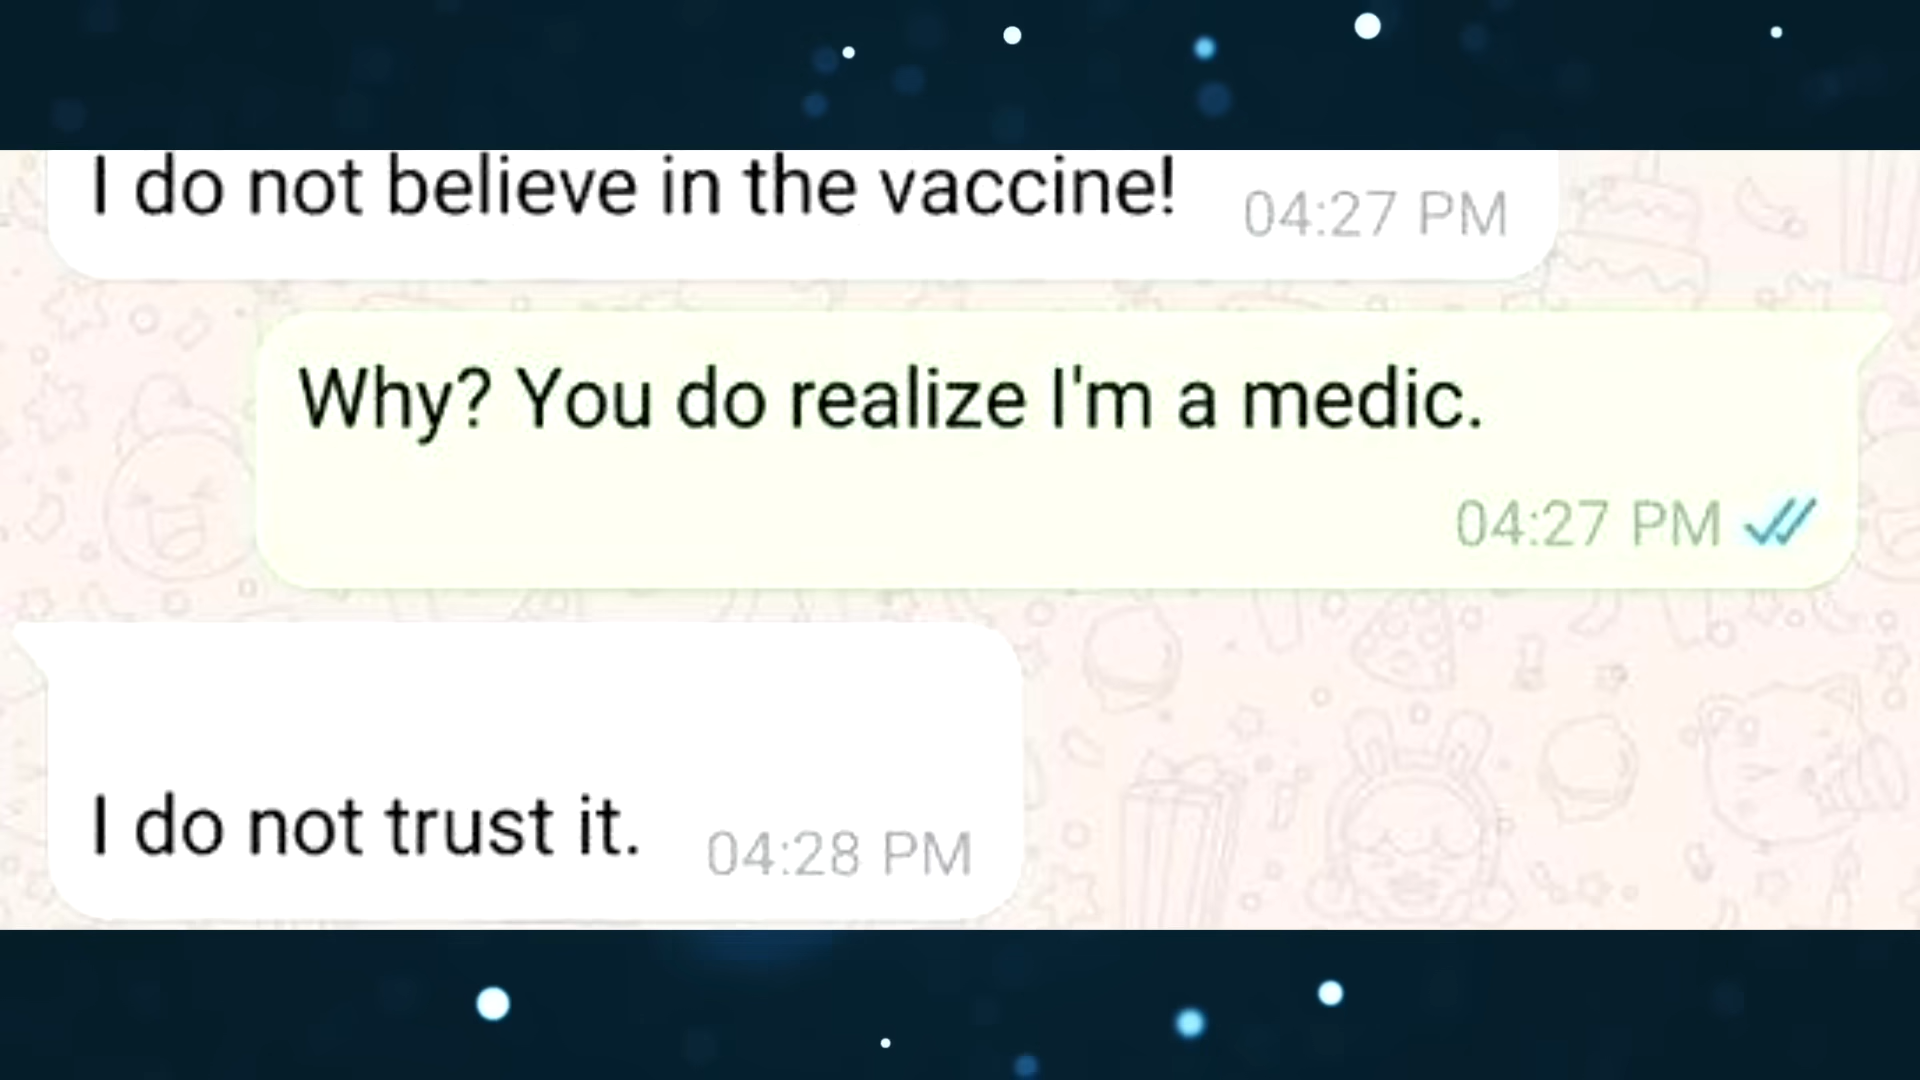 I do not believe in the vaccine! 04:27 PM
Why? You do realize I'm a medic.
04:27 PM
I do not trust it. 04:28 PM